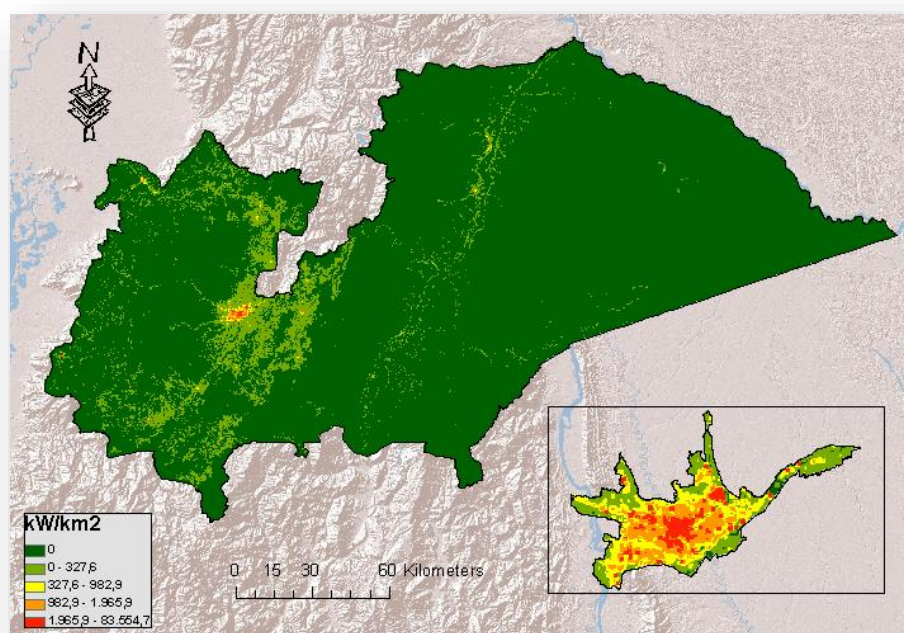 N
kW/km2
0
0 - 327,6
327,6 - 982,9
982,9 - 1.965,9
1.965,9 - 83.554,7
0 15 30 60 Kilometers